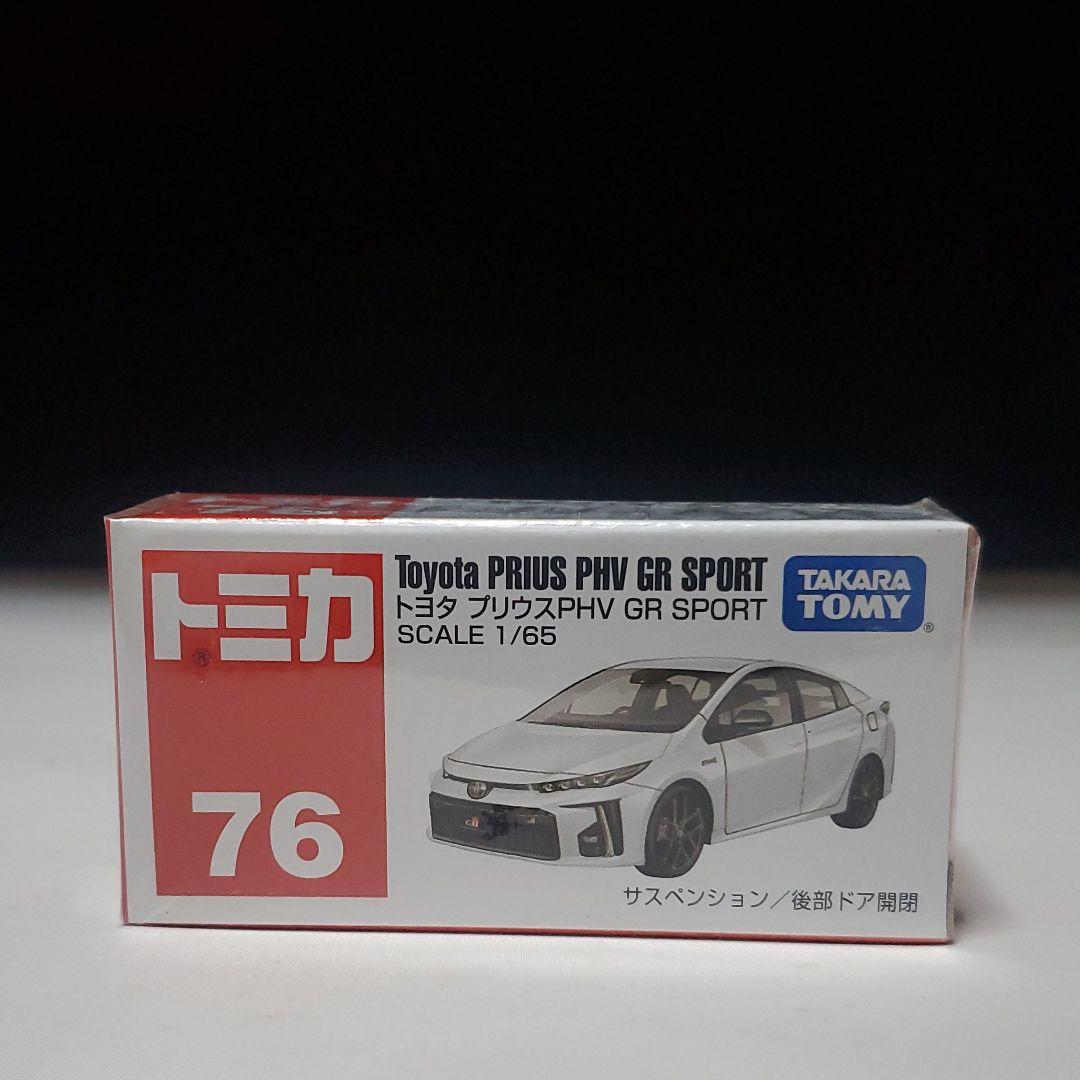 トミカ
®
76
Toyota PRIUS PHV GR SPORT
トヨタ プリウスPHV GR SPORT
SCALE 1/65
TAKARA
TOMY
®
サスペンション／後部ドア開閉